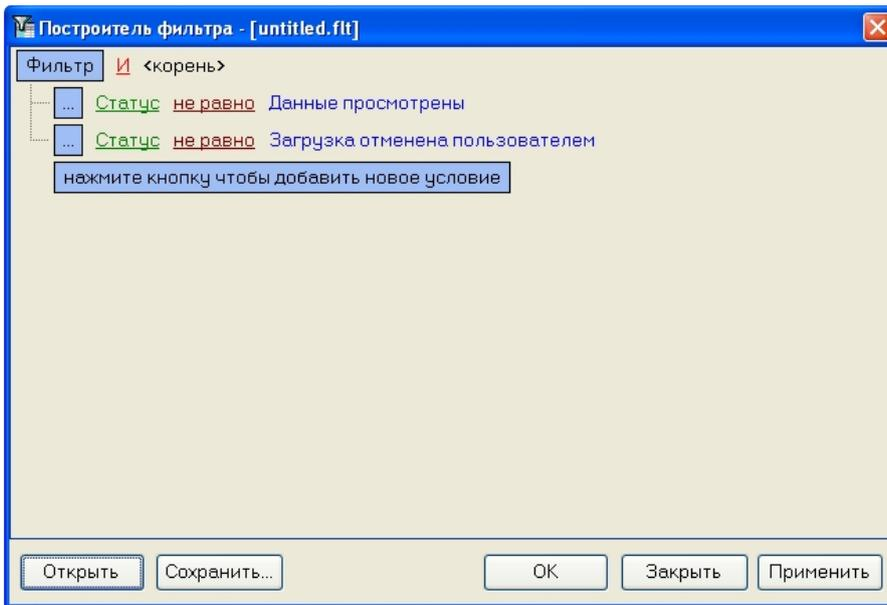 Построитель фильтра - [untitled.flt]
Фильтр И <корень>
... Статус не равно Данные просмотрены
... Статус не равно Загрузка отменена пользователем
нажмите кнопку чтобы добавить новое условие
Открыть Сохранить... OK Закрыть Применить